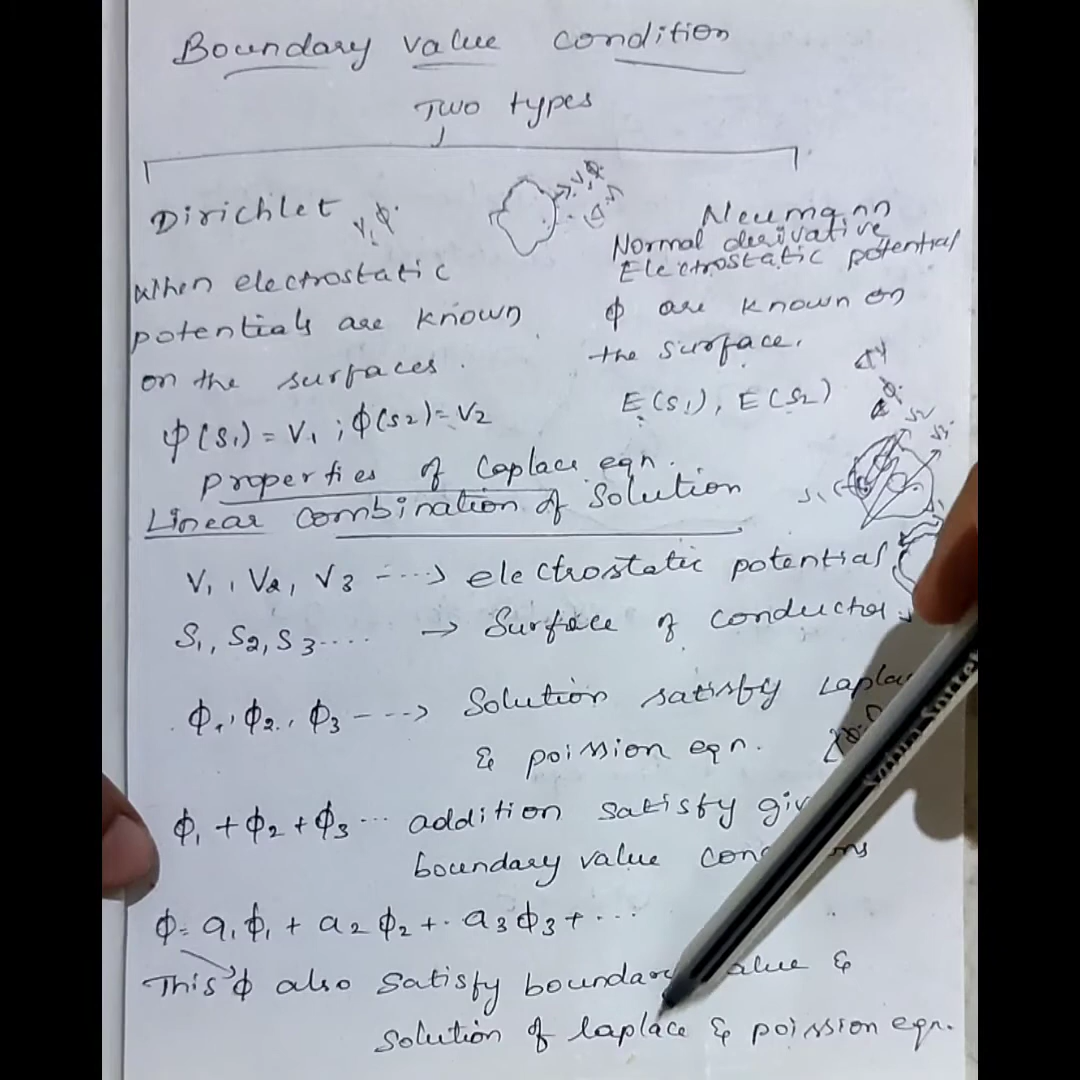 Boundary value condition
Two types
Dirichlet
V, ϕ.
When electrostatic
potentials are known
on the surfaces.
ϕ(s1) = V1 ; ϕ(s2) = V2
Neumann
Normal derivative
Electrostatic potential
ϕ are known on
the surface.
E(s1), E(s2)
properties of Laplace eqn.
Linear combination of solution
V1, V2, V3 ----> electrostatic potential
S1, S2, S3.... → Surface of conductor
ϕ1, ϕ2, ϕ3 ----> Solution satisfy
& poission eqn.
ϕ1 + ϕ2 + ϕ3 ... addition satisfy
boundary value
ϕ = a1ϕ1 + a2ϕ2 + a3ϕ3 + ...
This ϕ also satisfy &
solution of laplace & poission eqn.